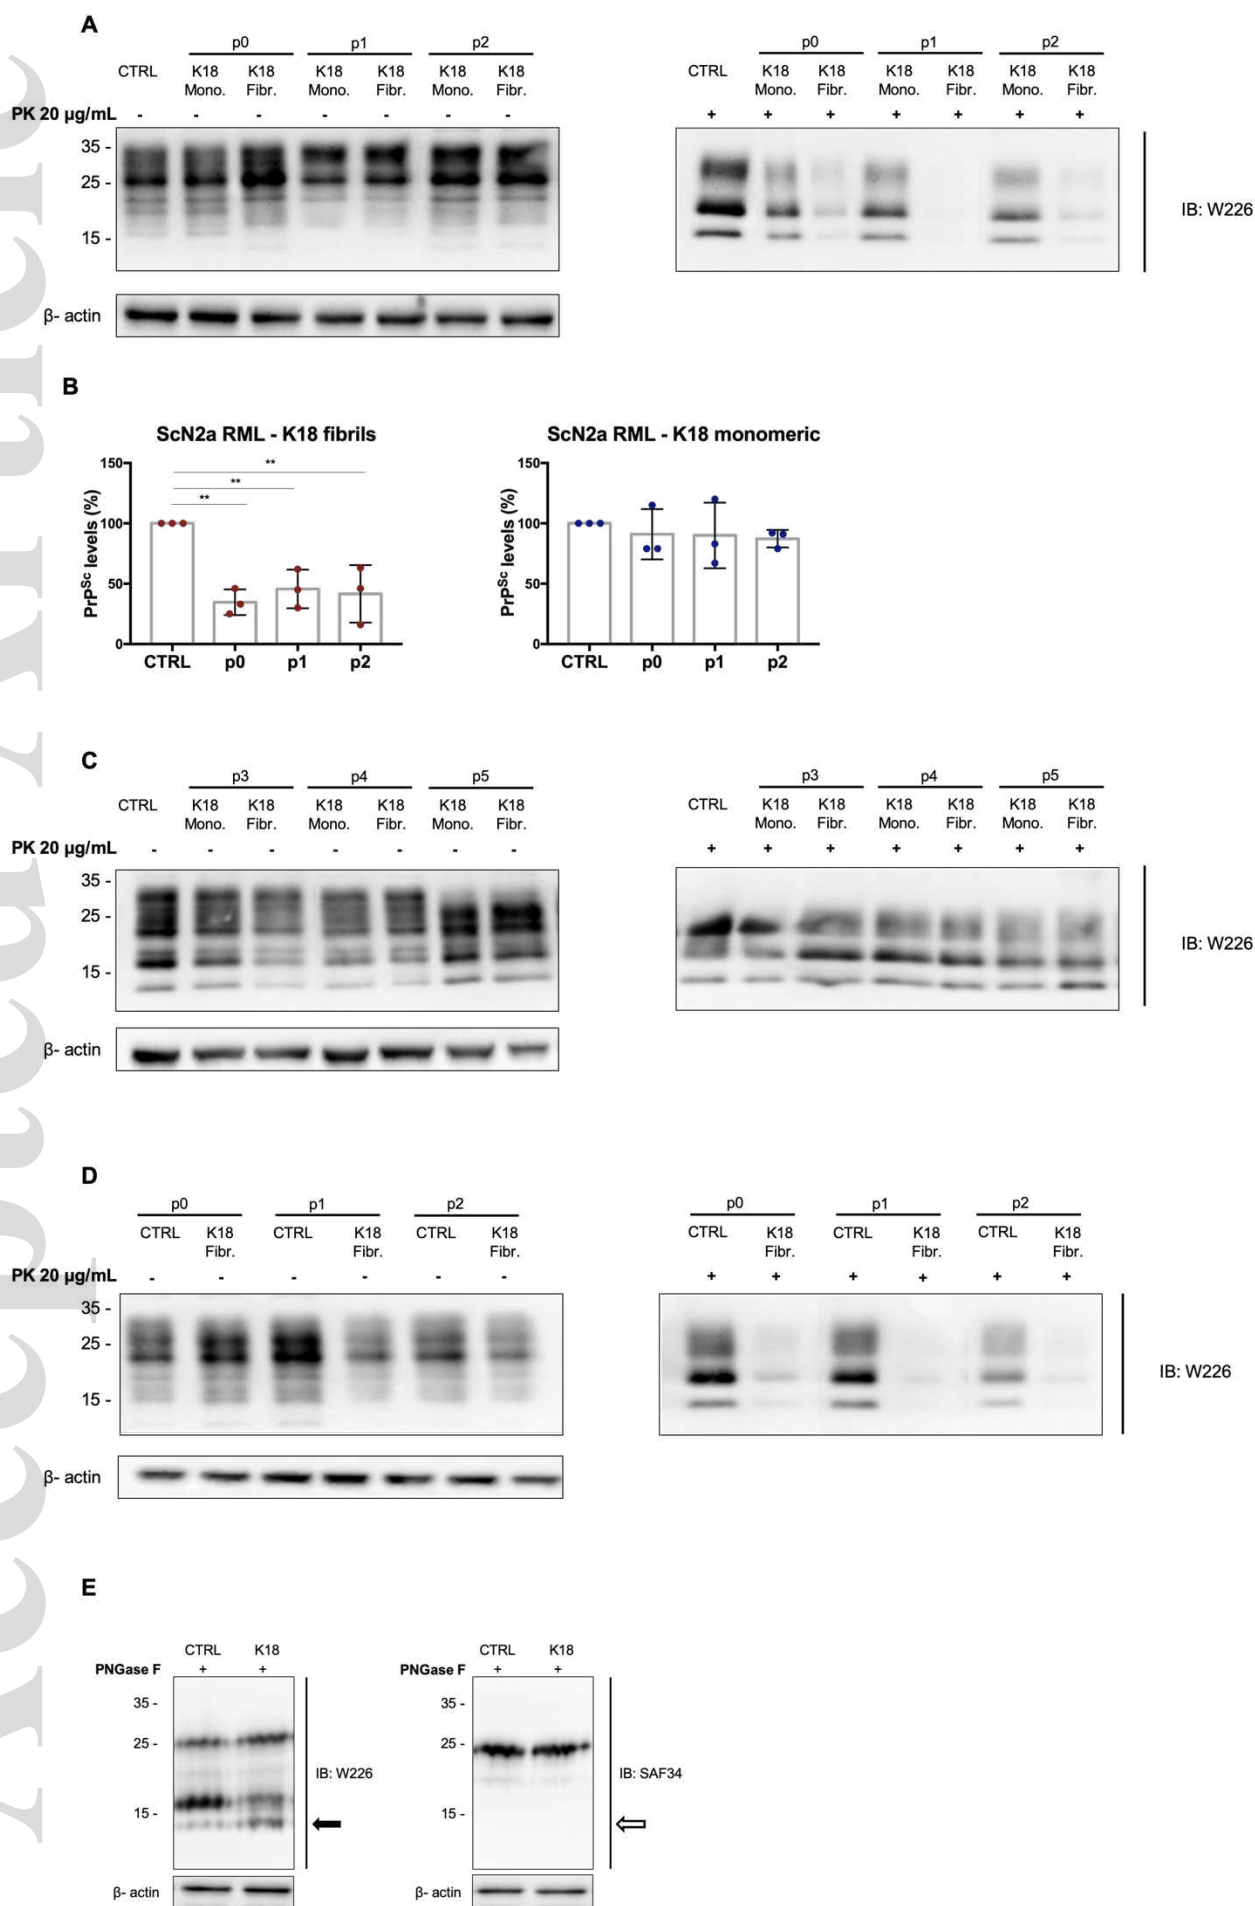 Accepted Article
A
p0 p1 p2 p0 p1 p2
CTRL K18 K18 K18 K18 K18 K18 CTRL K18 K18 K18 K18 K18 K18
Mono. Fibr. Mono. Fibr. Mono. Fibr. Mono. Fibr. Mono. Fibr. Mono. Fibr.
PK 20 µg/mL - - - - - - - + + + + + + +
35 -
25 -
15 -
IB: W226
β- actin
B
ScN2a RML - K18 fibrils ScN2a RML - K18 monomeric
PrPSc levels (%) PrPSc levels (%)
150 150
** 
**
**
100 100
50 50
0 0
CTRL p0 p1 p2 CTRL p0 p1 p2
C
p3 p4 p5 p3 p4 p5
CTRL K18 K18 K18 K18 K18 K18 CTRL K18 K18 K18 K18 K18 K18
Mono. Fibr. Mono. Fibr. Mono. Fibr. Mono. Fibr. Mono. Fibr. Mono. Fibr.
PK 20 µg/mL - - - - - - - + + + + + + +
35 -
25 -
15 -
IB: W226
β- actin
D
p0 p1 p2 p0 p1 p2
CTRL K18 CTRL K18 CTRL K18 CTRL K18 CTRL K18 CTRL K18
Fibr. Fibr. Fibr. Fibr. Fibr. Fibr.
PK 20 µg/mL - - - - - - + + + + + +
35 -
25 -
15 -
IB: W226
β- actin
E
CTRL K18 CTRL K18
PNGase F + + PNGase F + +
35 - 35 -
25 - 25 -
IB: W226 IB: SAF34
15 - 15 -
β- actin β- actin